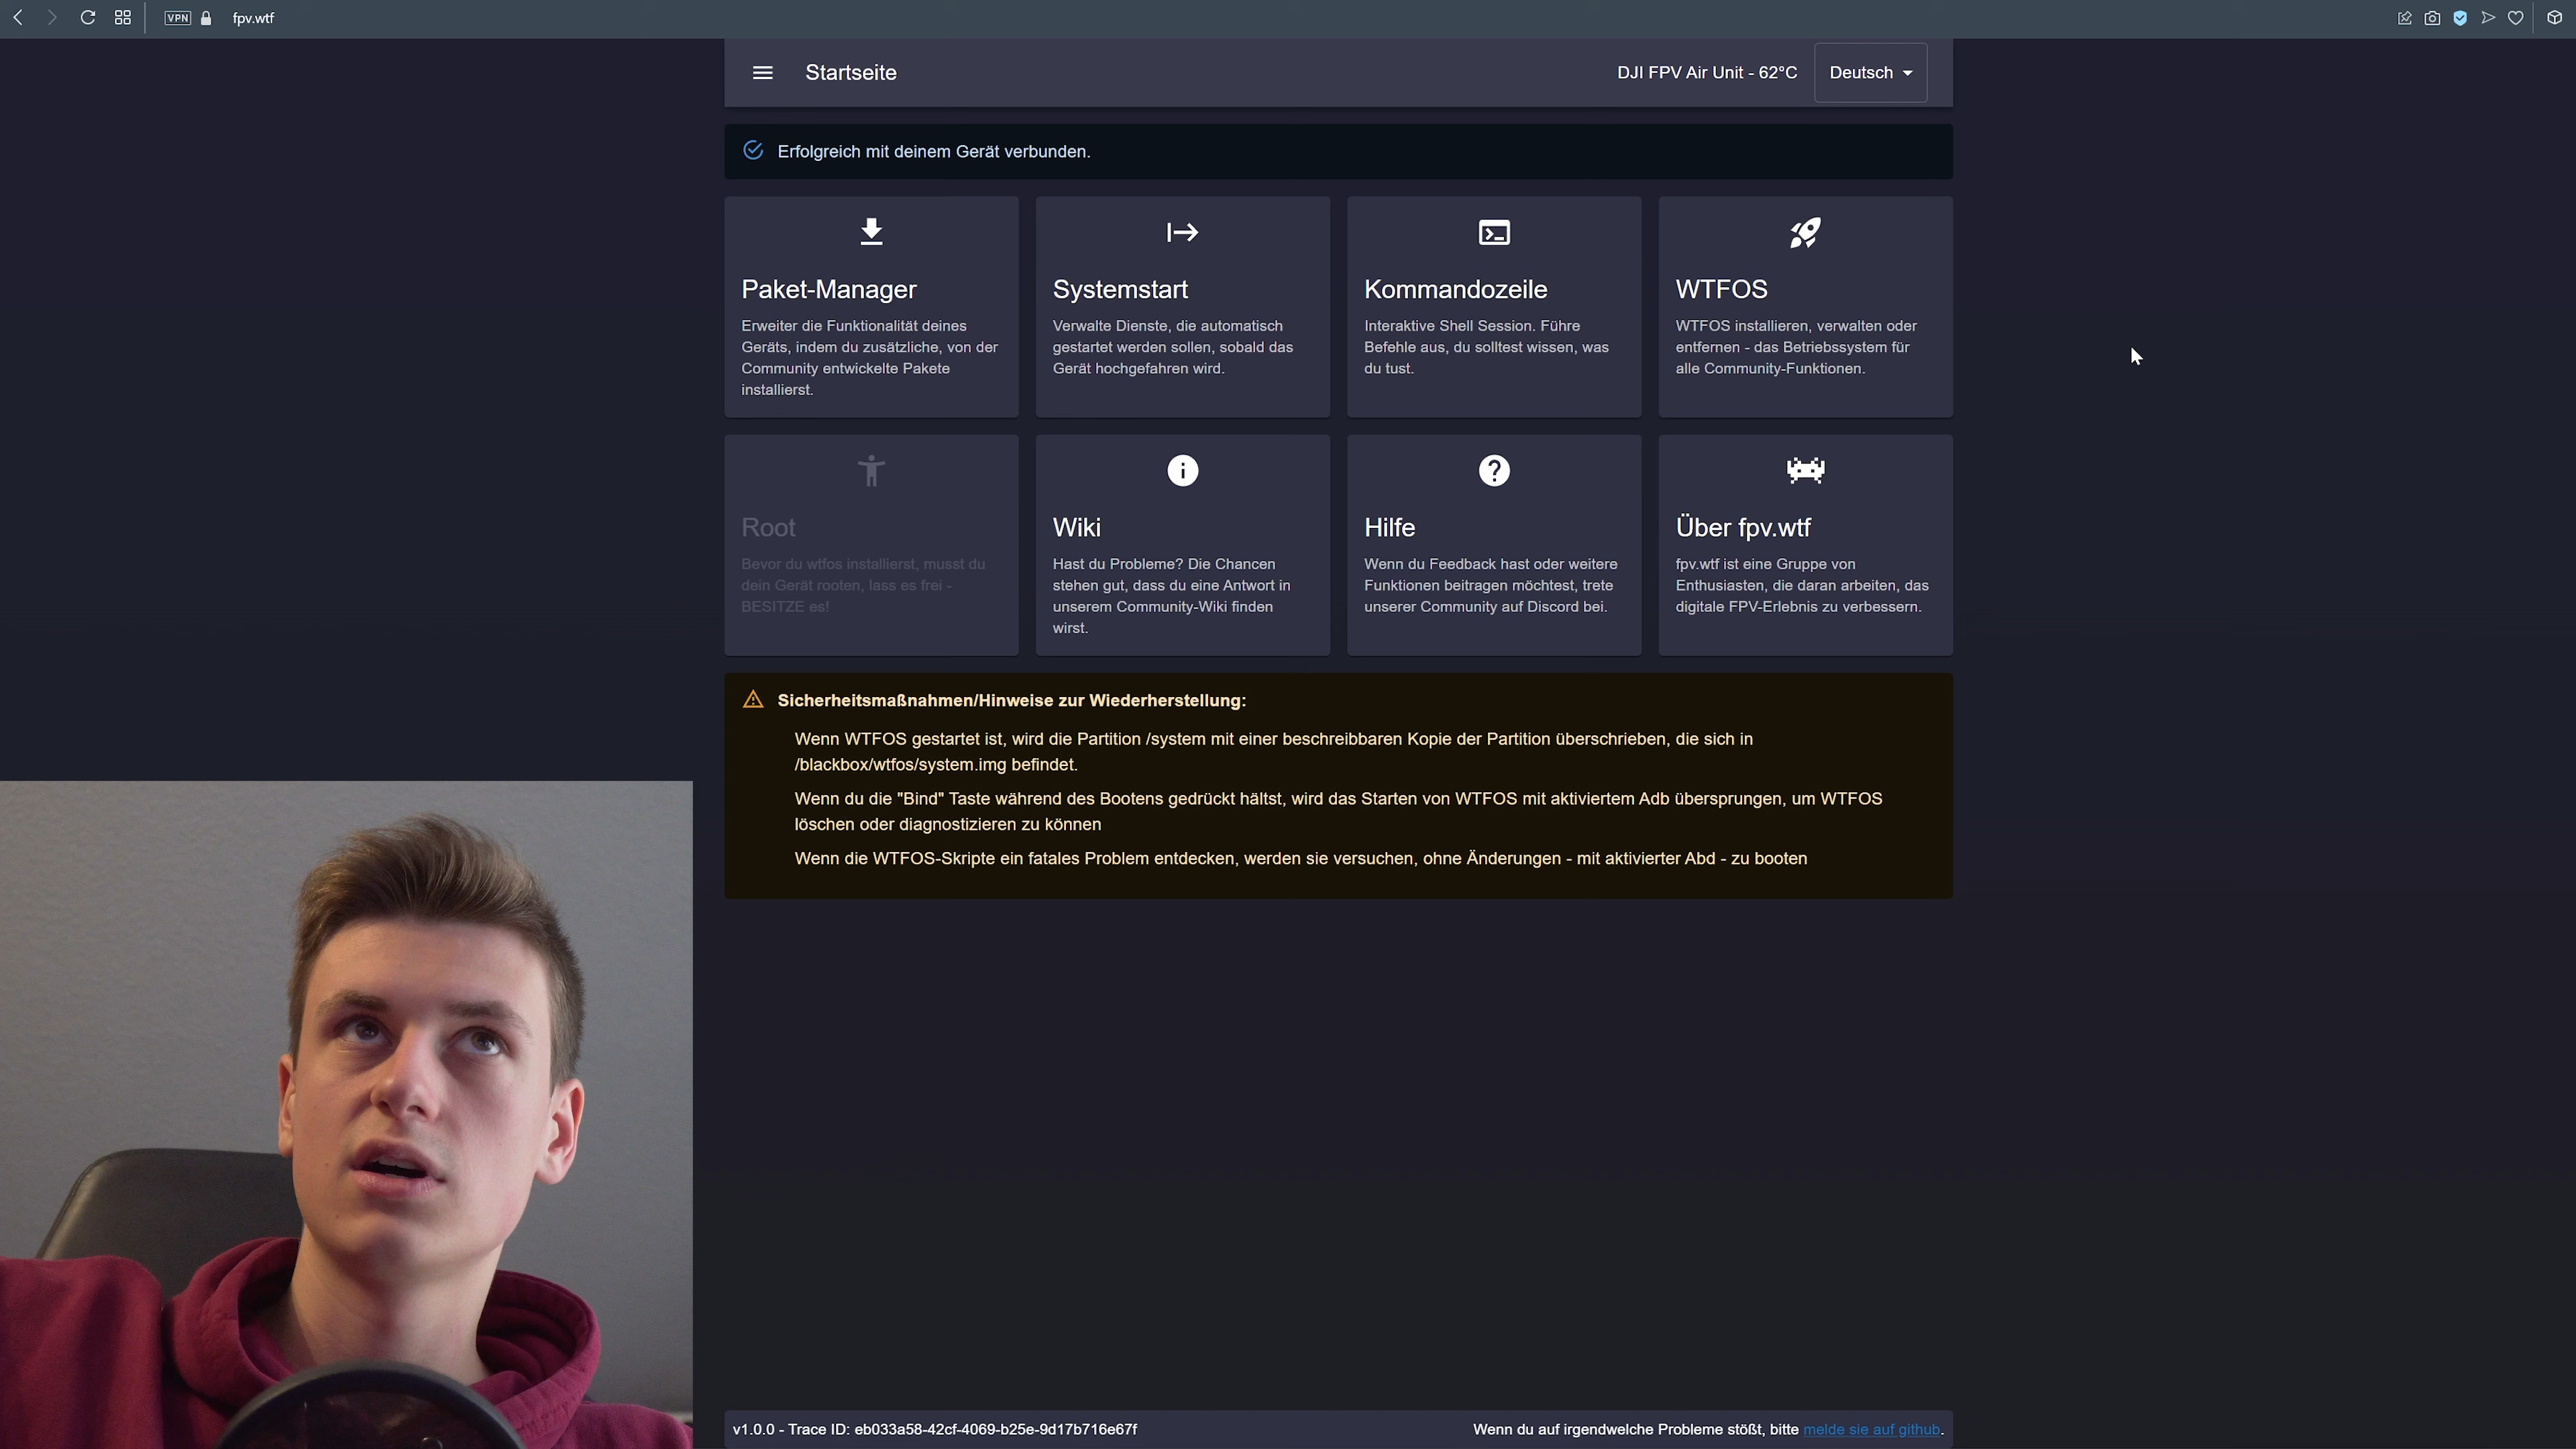 VPN fpv.wtf
Startseite
DJI FPV Air Unit - 62°C
Deutsch
Erfolgreich mit deinem Gerät verbunden.
Paket-Manager
Erweiter die Funktionalität deines
Geräts, indem du zusätzliche, von der
Community entwickelte Pakete
installierst.
Systemstart
Verwalte Dienste, die automatisch
gestartet werden sollen, sobald das
Gerät hochgefahren wird.
Kommandozeile
Interaktive Shell Session. Führe
Befehle aus, du solltest wissen, was
du tust.
WTFOS
WTFOS installieren, verwalten oder
entfernen - das Betriebssystem für
alle Community-Funktionen.
Root
Bevor du wtfos installierst, musst du
dein Gerät rooten, lass es frei -
BESITZE es!
Wiki
Hast du Probleme? Die Chancen
stehen gut, dass du eine Antwort in
unserem Community-Wiki finden
wirst.
Hilfe
Wenn du Feedback hast oder weitere
Funktionen beitragen möchtest, trete
unserer Community auf Discord bei.
Über fpv.wtf
fpv.wtf ist eine Gruppe von
Enthusiasten, die daran arbeiten, das
digitale FPV-Erlebnis zu verbessern.
Sicherheitsmaßnahmen/Hinweise zur Wiederherstellung:
Wenn WTFOS gestartet ist, wird die Partition /system mit einer beschreibbaren Kopie der Partition überschrieben, die sich in
/blackbox/wtfos/system.img befindet.
Wenn du die "Bind" Taste während des Bootens gedrückt hältst, wird das Starten von WTFOS mit aktiviertem Adb übersprungen, um WTFOS
löschen oder diagnostizieren zu können
Wenn die WTFOS-Skripte ein fatales Problem entdecken, werden sie versuchen, ohne Änderungen - mit aktivierter Abd - zu booten
v1.0.0 - Trace ID: eb033a58-42cf-4069-b25e-9d17b716e67f
Wenn du auf irgendwelche Probleme stößt, bitte melde sie auf github.